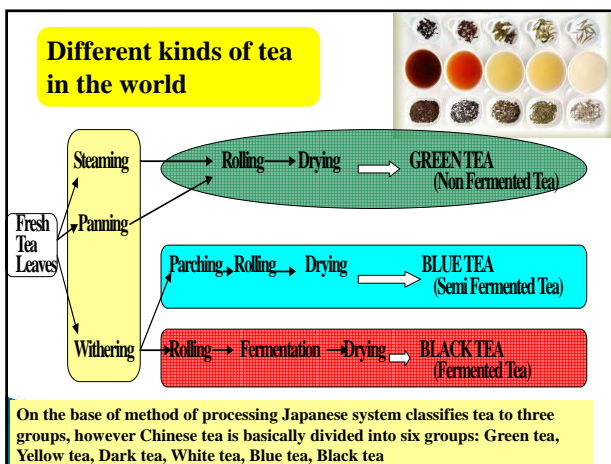 Different kinds of tea
in the world
Steaming
Rolling
Drying
GREEN TEA
(Non Fermented Tea)
Fresh
Tea
Leaves
Panning
Parching
Rolling
Drying
BLUE TEA
(Semi Fermented Tea)
Withering
Rolling
Fermentation
Drying
BLACK TEA
(Fermented Tea)
On the base of method of processing Japanese system classifies tea to three
groups, however Chinese tea is basically divided into six groups: Green tea,
Yellow tea, Dark tea, White tea, Blue tea, Black tea